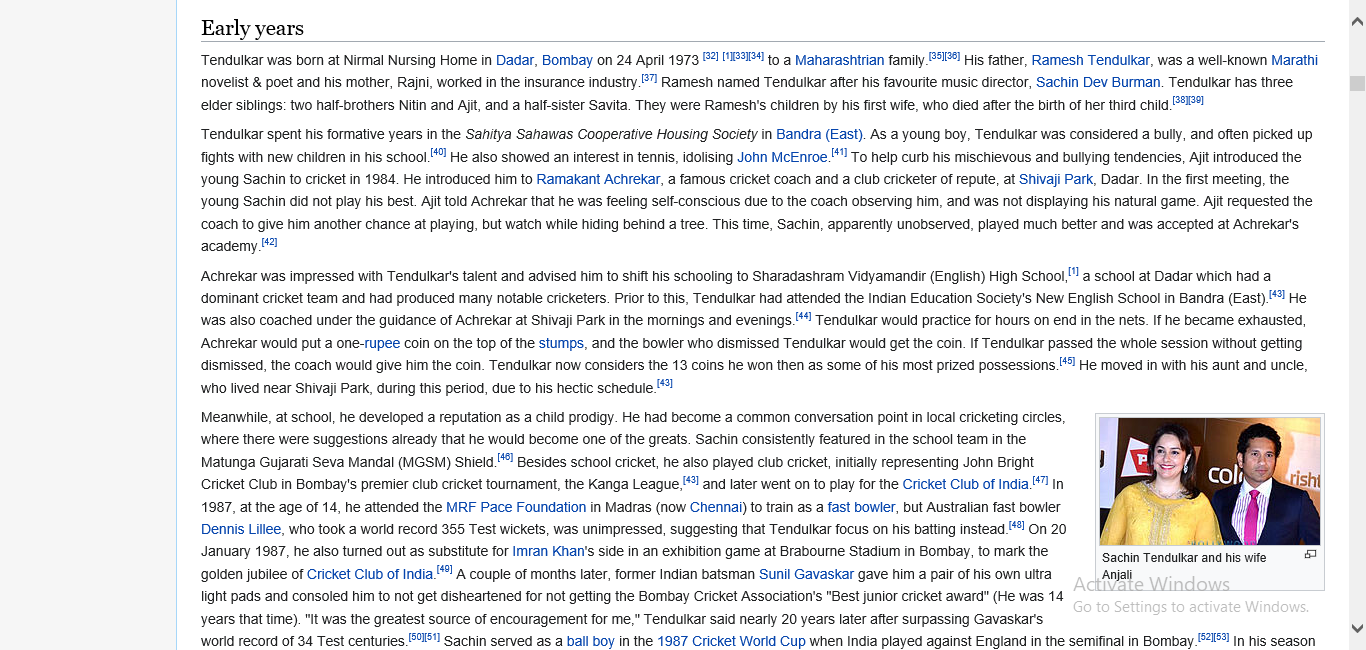 Early years
Tendulkar was born at Nirmal Nursing Home in Dadar, Bombay on 24 April 1973 [32] [1][33][34] to a Maharashtrian family.[35][36] His father, Ramesh Tendulkar, was a well-known Marathi
novelist & poet and his mother, Rajni, worked in the insurance industry.[37] Ramesh named Tendulkar after his favourite music director, Sachin Dev Burman. Tendulkar has three
elder siblings: two half-brothers Nitin and Ajit, and a half-sister Savita. They were Ramesh's children by his first wife, who died after the birth of her third child.[38][39]
Tendulkar spent his formative years in the Sahitya Sahawas Cooperative Housing Society in Bandra (East). As a young boy, Tendulkar was considered a bully, and often picked up
fights with new children in his school.[40] He also showed an interest in tennis, idolising John McEnroe.[41] To help curb his mischievous and bullying tendencies, Ajit introduced the
young Sachin to cricket in 1984. He introduced him to Ramakant Achrekar, a famous cricket coach and a club cricketer of repute, at Shivaji Park, Dadar. In the first meeting, the
young Sachin did not play his best. Ajit told Achrekar that he was feeling self-conscious due to the coach observing him, and was not displaying his natural game. Ajit requested the
coach to give him another chance at playing, but watch while hiding behind a tree. This time, Sachin, apparently unobserved, played much better and was accepted at Achrekar's
academy.[42]
Achrekar was impressed with Tendulkar's talent and advised him to shift his schooling to Sharadashram Vidyamandir (English) High School,[1] a school at Dadar which had a
dominant cricket team and had produced many notable cricketers. Prior to this, Tendulkar had attended the Indian Education Society's New English School in Bandra (East).[43] He
was also coached under the guidance of Achrekar at Shivaji Park in the mornings and evenings.[44] Tendulkar would practice for hours on end in the nets. If he became exhausted,
Achrekar would put a one-rupee coin on the top of the stumps, and the bowler who dismissed Tendulkar would get the coin. If Tendulkar passed the whole session without getting
dismissed, the coach would give him the coin. Tendulkar now considers the 13 coins he won then as some of his most prized possessions.[45] He moved in with his aunt and uncle,
who lived near Shivaji Park, during this period, due to his hectic schedule.[43]
Meanwhile, at school, he developed a reputation as a child prodigy. He had become a common conversation point in local cricketing circles,
where there were suggestions already that he would become one of the greats. Sachin consistently featured in the school team in the
Matunga Gujarati Seva Mandal (MGSM) Shield.[46] Besides school cricket, he also played club cricket, initially representing John Bright
Cricket Club in Bombay's premier club cricket tournament, the Kanga League,[43] and later went on to play for the Cricket Club of India.[47] In
1987, at the age of 14, he attended the MRF Pace Foundation in Madras (now Chennai) to train as a fast bowler, but Australian fast bowler
Dennis Lillee, who took a world record 355 Test wickets, was unimpressed, suggesting that Tendulkar focus on his batting instead.[48] On 20
January 1987, he also turned out as substitute for Imran Khan's side in an exhibition game at Brabourne Stadium in Bombay, to mark the
golden jubilee of Cricket Club of India.[49] A couple of months later, former Indian batsman Sunil Gavaskar gave him a pair of his own ultra
light pads and consoled him to not get disheartened for not getting the Bombay Cricket Association's "Best junior cricket award" (He was 14
years that time). "It was the greatest source of encouragement for me," Tendulkar said nearly 20 years later after surpassing Gavaskar's
world record of 34 Test centuries.[50][51] Sachin served as a ball boy in the 1987 Cricket World Cup when India played against England in the semifinal in Bombay.[52][53] In his season
Sachin Tendulkar and his wife
Anjali
Activate Windows
Go to Settings to activate Windows.